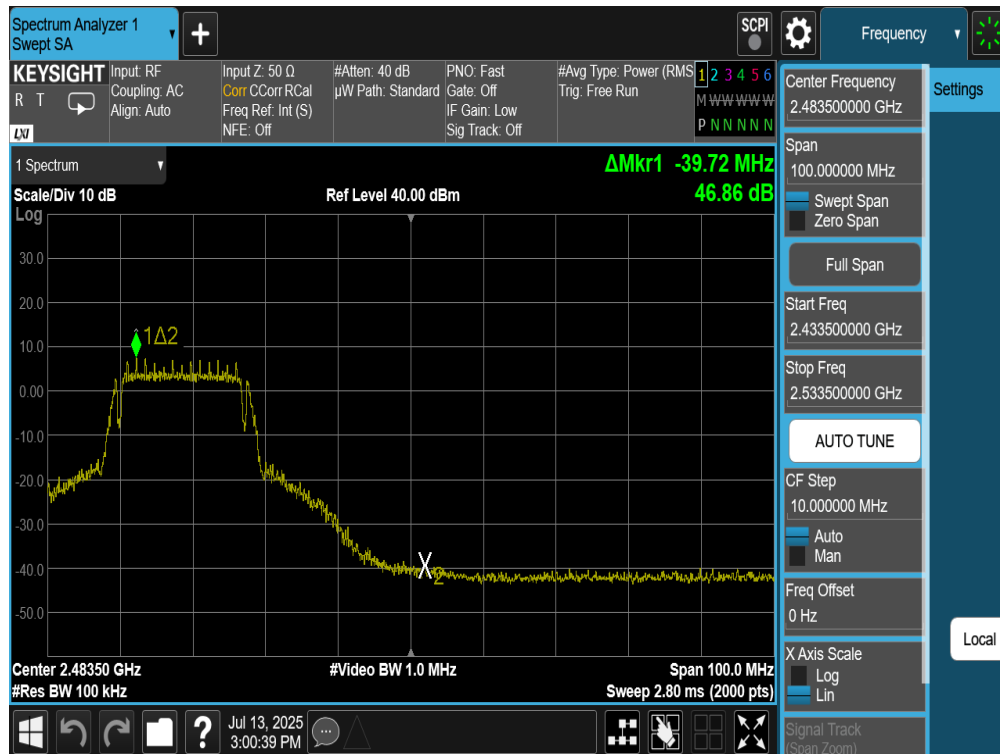 Spectrum Analyzer 1
Swept SA
+
SCPI
Frequency
KEYSIGHT
R T
LXI
Input: RF
Coupling: AC
Align: Auto
Input Z: 50 Ω
Corr CCorr RCal
Freq Ref: Int (S)
NFE: Off
#Atten: 40 dB
µW Path: Standard
PNO: Fast
Gate: Off
IF Gain: Low
Sig Track: Off
#Avg Type: Power (RMS
Trig: Free Run
1 2 3 4 5 6
M W W W W W
P N N N N N
1 Spectrum
ΔMkr1 -39.72 MHz
46.86 dB
Scale/Div 10 dB
Ref Level 40.00 dBm
Log
30.0
20.0
10.0
0.00
-10.0
-20.0
-30.0
-40.0
-50.0
1Δ2
X
2
Center 2.48350 GHz
#Video BW 1.0 MHz
Span 100.0 MHz
#Res BW 100 kHz
Sweep 2.80 ms (2000 pts)
Center Frequency
2.483500000 GHz
Span
100.000000 MHz
Swept Span
Zero Span
Full Span
Start Freq
2.433500000 GHz
Stop Freq
2.533500000 GHz
AUTO TUNE
CF Step
10.000000 MHz
Auto
Man
Freq Offset
0 Hz
X Axis Scale
Log
Lin
Signal Track
(Span Zoom)
Settings
Local
?
Jul 13, 2025
3:00:39 PM